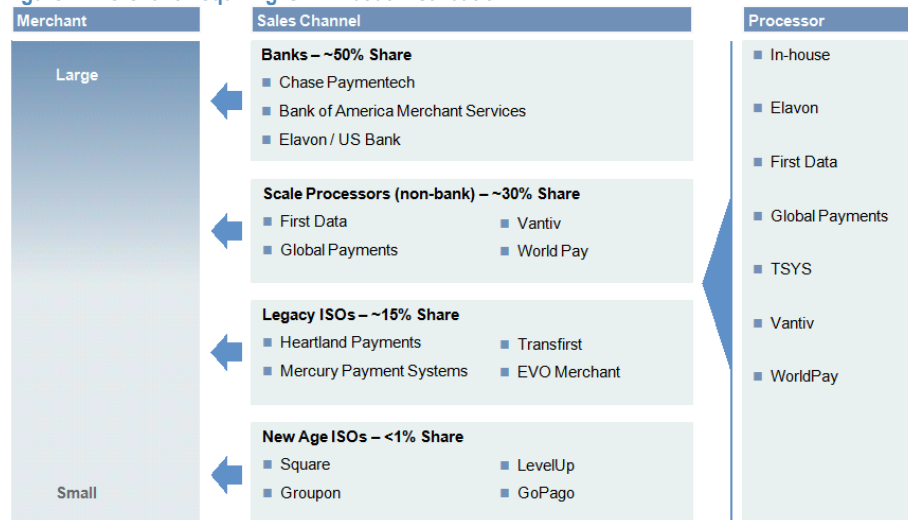 Merchant
Sales Channel
Processor
Large
Small
Banks – ~50% Share
Chase Paymentech
Bank of America Merchant Services
Elavon / US Bank
Scale Processors (non-bank) – ~30% Share
First Data
Vantiv
Global Payments
World Pay
Legacy ISOs – ~15% Share
Heartland Payments
Transfirst
Mercury Payment Systems
EVO Merchant
New Age ISOs – <1% Share
Square
LevelUp
Groupon
GoPago
In-house
Elavon
First Data
Global Payments
TSYS
Vantiv
WorldPay